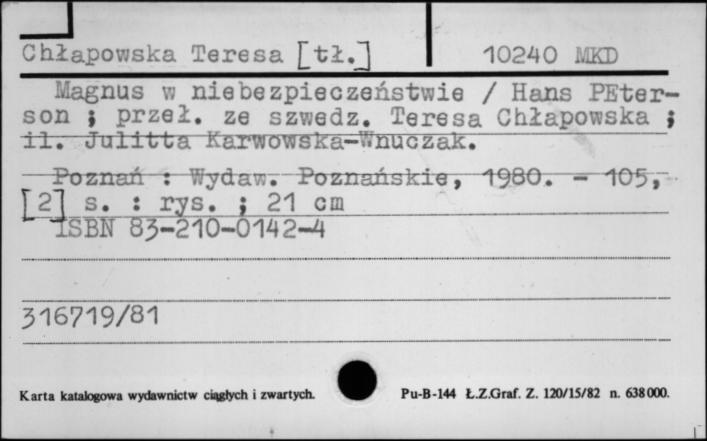 Chłapowska Teresa [tł.] 10240 MKD
Magnus w niebezpieczeństwie / Hans PEter-
son ; przeł. ze szwedz. Teresa Chłapowska ;
il. Julitta Karwowska-Wnuczak.
Poznań : Wydaw. Poznańskie, 1980. - 105,
[2] s. : rys. ; 21 cm
ISBN 83-210-0142-4
316719/81
Karta katalogowa wydawnictw ciągłych i zwartych. Pu-B-144 Ł.Z.Graf. Z. 120/15/82 n. 638000.